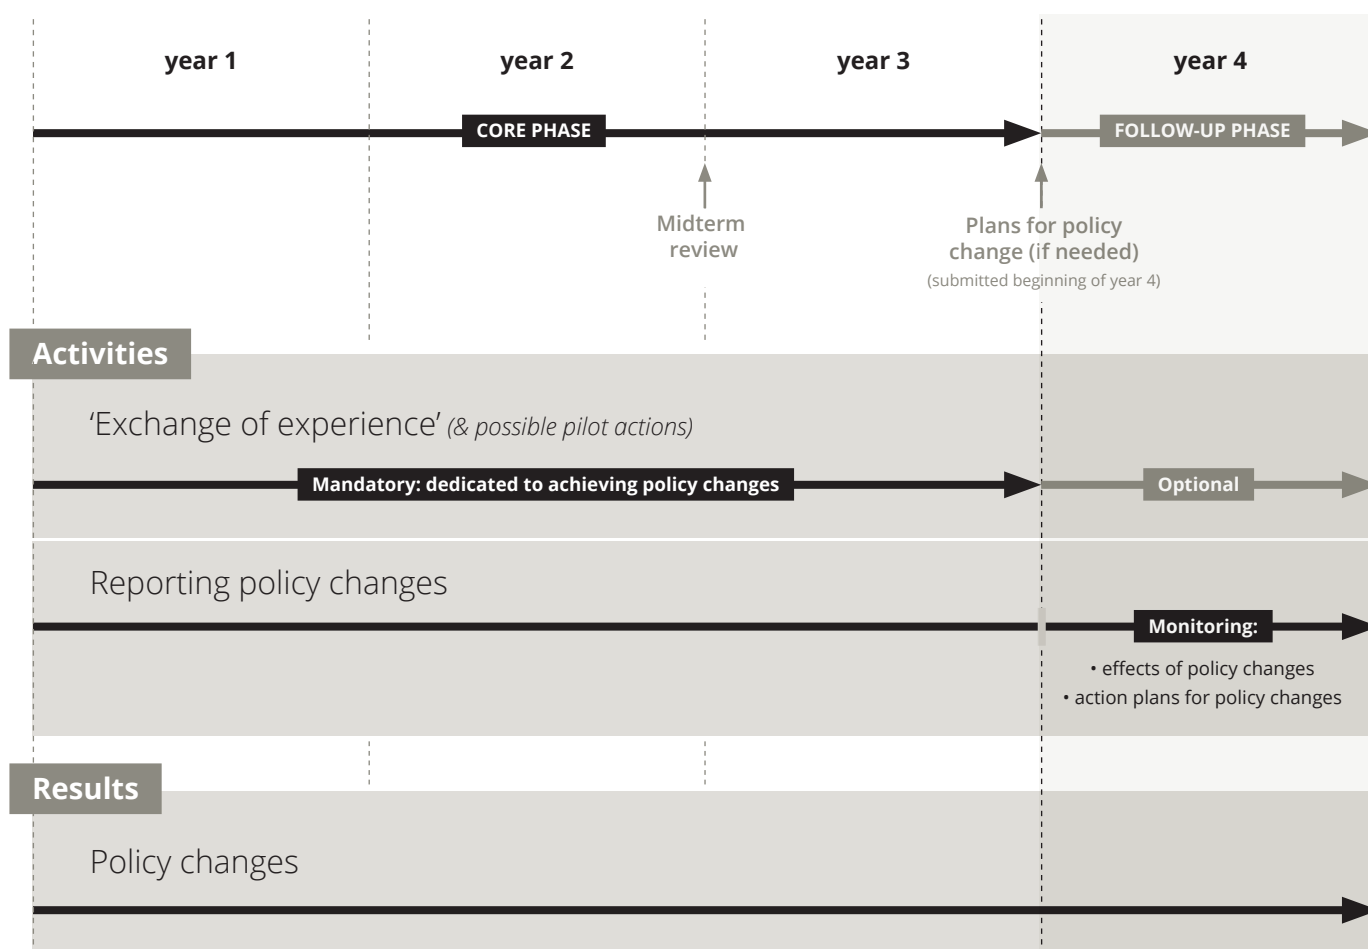 year 1
year 2
year 3
year 4
CORE PHASE
FOLLOW-UP PHASE
Midterm
review
Plans for policy
change (if needed)
(submitted beginning of year 4)
Activities
‘Exchange of experience’ (& possible pilot actions)
Mandatory: dedicated to achieving policy changes
Optional
Reporting policy changes
Monitoring:
• effects of policy changes
• action plans for policy changes
Results
Policy changes